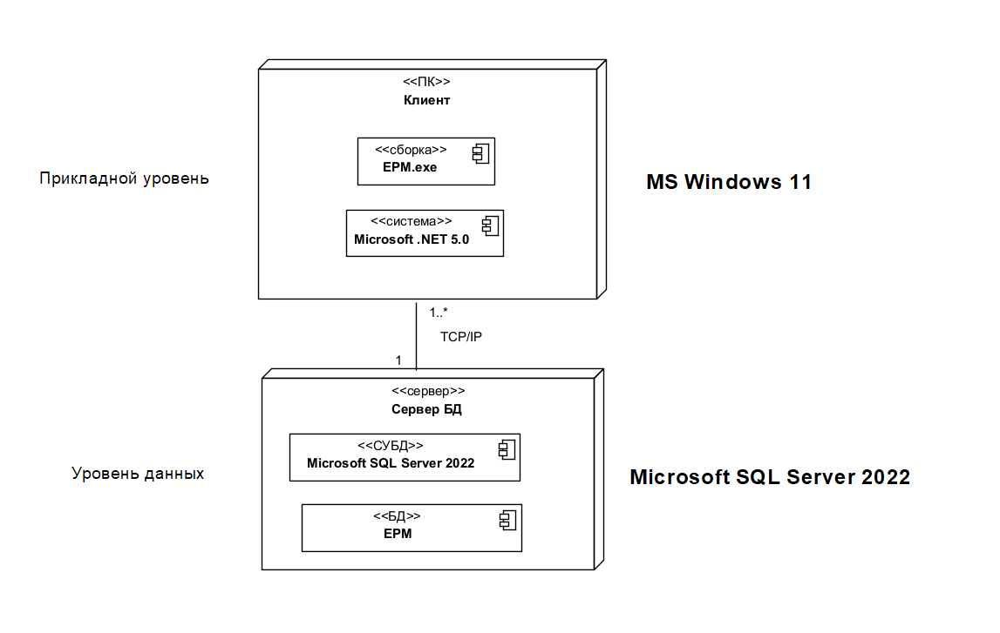 <<ПК>>
Клиент
<<сборка>>
EPM.exe
Прикладной уровень
MS Windows 11
<<система>>
Microsoft .NET 5.0
1..*
TCP/IP
1
<<сервер>>
Сервер БД
<<СУБД>>
Microsoft SQL Server 2022
Уровень данных
Microsoft SQL Server 2022
<<БД>>
EPM